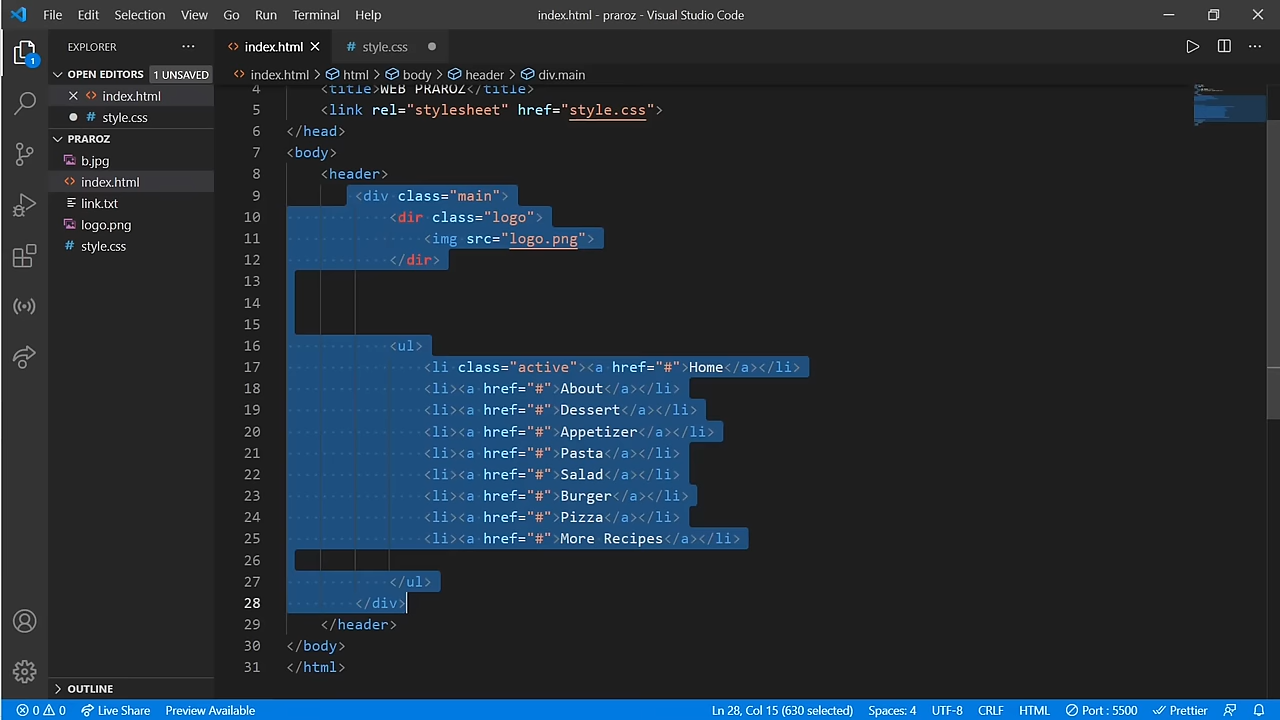 File Edit Selection View Go Run Terminal Help index.html - praroz - Visual Studio Code
EXPLORER
OPEN EDITORS 1 UNSAVED
index.html
style.css
PRAROZ
b.jpg
index.html
link.txt
logo.png
style.css
OUTLINE
1
index.html style.css
index.html > html > body > header > div.main
4 <title>WEB PRAROZ</title>
5 <link rel="stylesheet" href="style.css">
6 </head>
7 <body>
8 <header>
9 <div class="main">
10 <dir class="logo">
11 <img src="logo.png">
12 </dir>
13
14
15
16 <ul>
17 <li class="active"><a href="#">Home</a></li>
18 <li><a href="#">About</a></li>
19 <li><a href="#">Dessert</a></li>
20 <li><a href="#">Appetizer</a></li>
21 <li><a href="#">Pasta</a></li>
22 <li><a href="#">Salad</a></li>
23 <li><a href="#">Burger</a></li>
24 <li><a href="#">Pizza</a></li>
25 <li><a href="#">More Recipes</a></li>
26
27 </ul>
28 </div>
29 </header>
30 </body>
31 </html>
0 0 Live Share Preview Available Ln 28, Col 15 (630 selected) Spaces: 4 UTF-8 CRLF HTML Port : 5500 Prettier